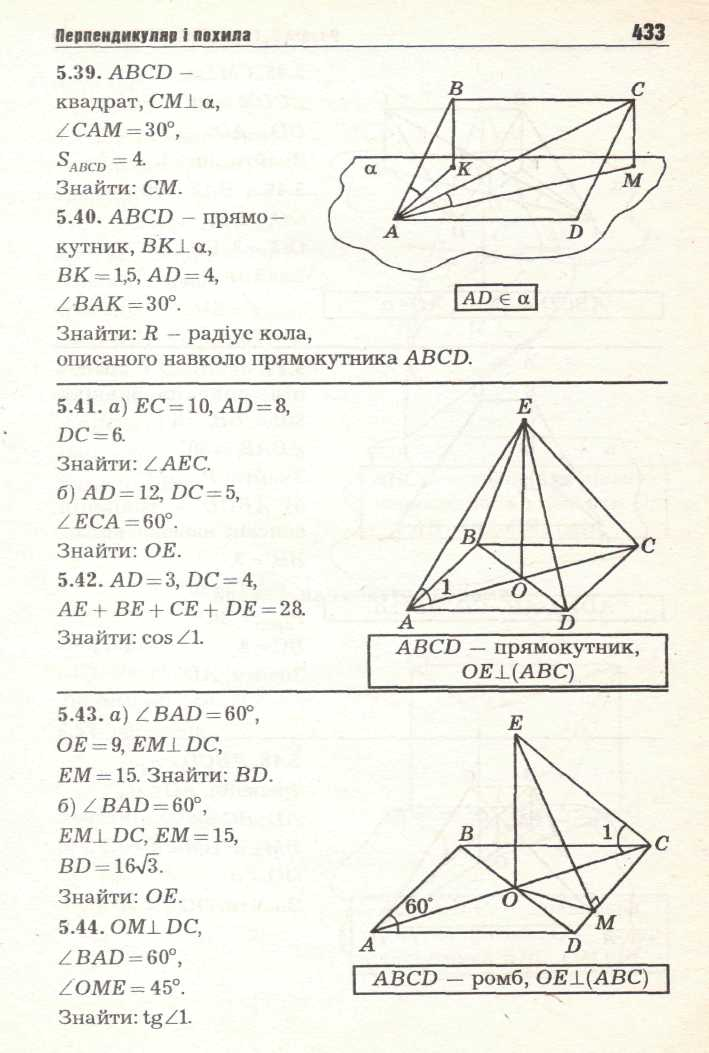 Перпендикуляр і похила
433
5.39. ABCD –
квадрат, CM⊥α,
∠CAM = 30°,
S_ABCD = 4.
Знайти: CM.
5.40. ABCD – прямо–
кутник, BK⊥α,
BK = 1,5, AD = 4,
∠BAK = 30°.
Знайти: R – радіус кола,
описаного навколо прямокутника ABCD.
B
C
α
K
M
A
D
AD ∈ α
5.41. а) EC = 10, AD = 8,
DC = 6.
Знайти: ∠AEC.
б) AD = 12, DC = 5,
∠ECA = 60°.
Знайти: OE.
5.42. AD = 3, DC = 4,
AE + BE + CE + DE = 28.
Знайти: cos∠1.
E
B
C
1
O
A
D
ABCD — прямокутник,
OE⊥(ABC)
5.43. а) ∠BAD = 60°,
OE = 9, EM⊥DC,
EM = 15. Знайти: BD.
б) ∠BAD = 60°,
EM⊥DC, EM = 15,
BD = 16√3.
Знайти: OE.
5.44. OM⊥DC,
∠BAD = 60°,
∠OME = 45°.
Знайти: tg∠1.
E
B
1
C
60°
O
M
A
D
ABCD — ромб, OE⊥(ABC)